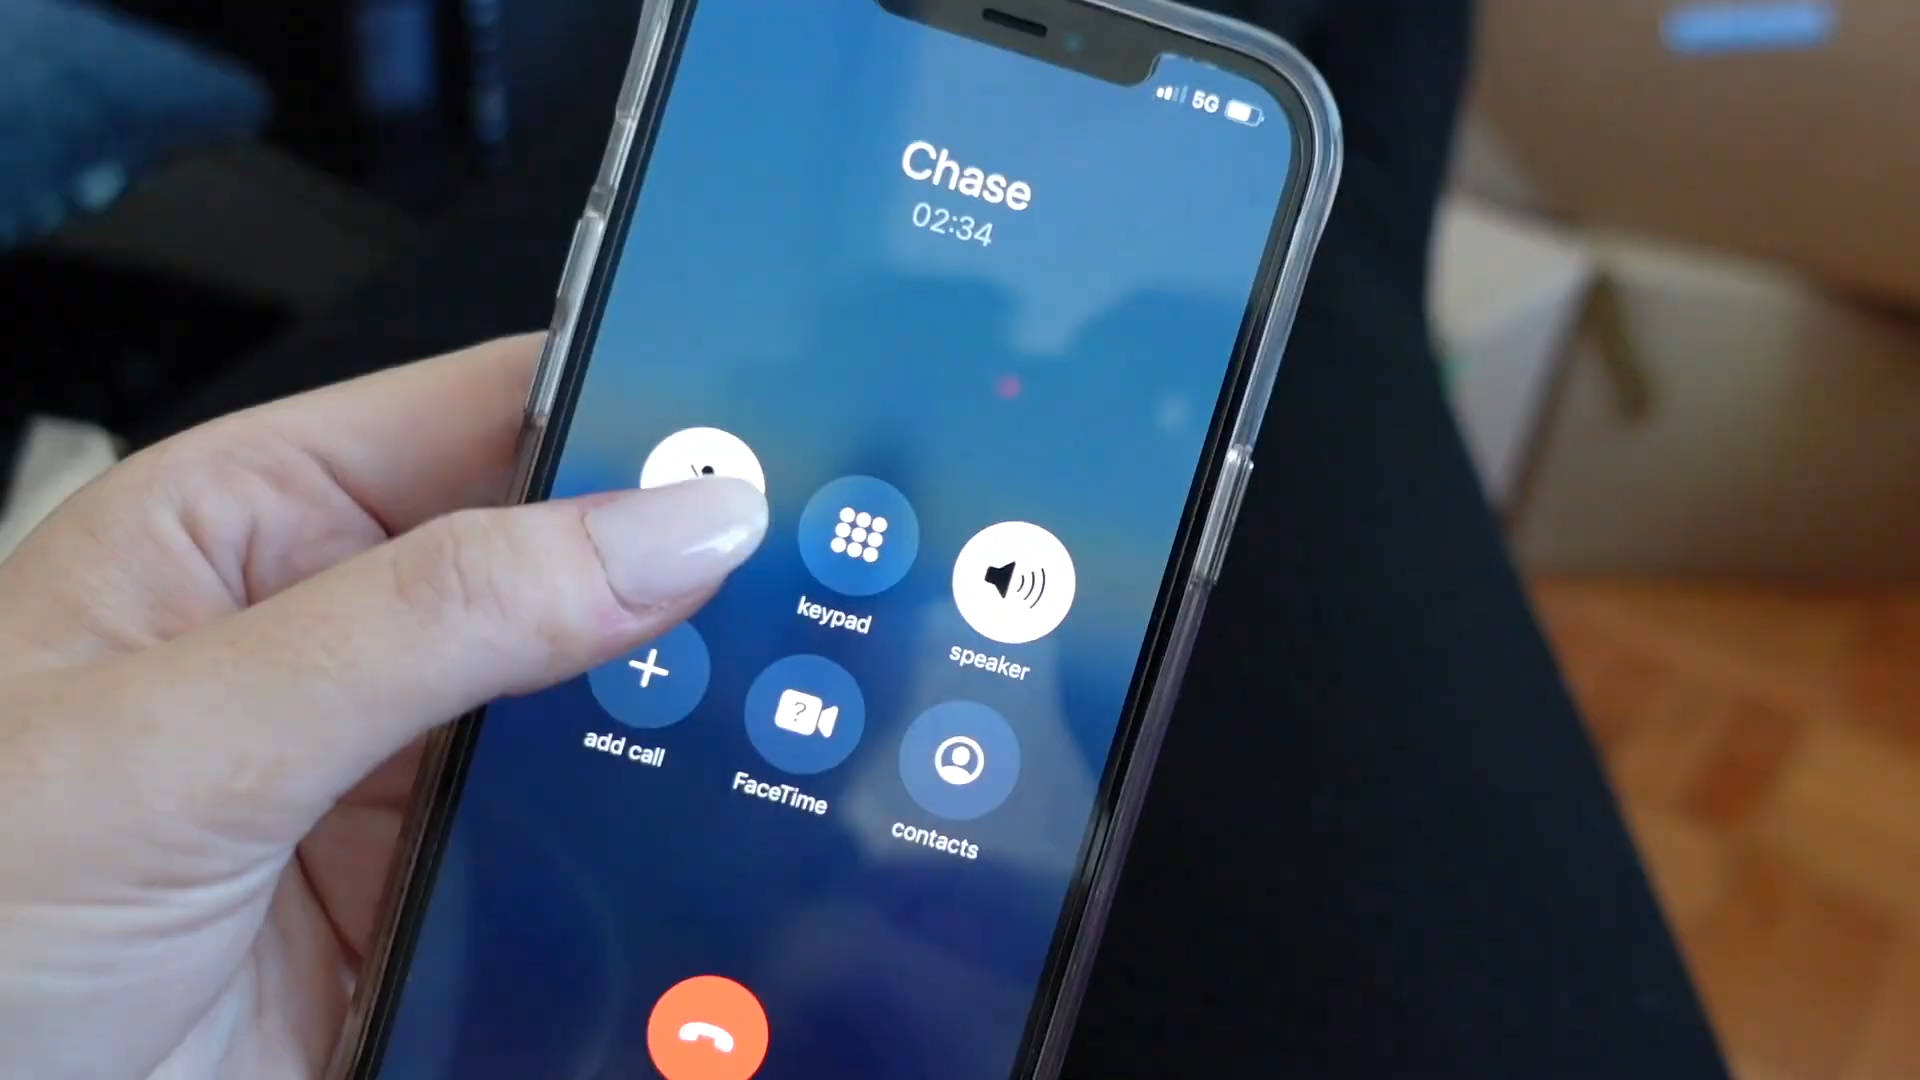 5G
Chase
02:34
keypad
speaker
add call
?
FaceTime
contacts